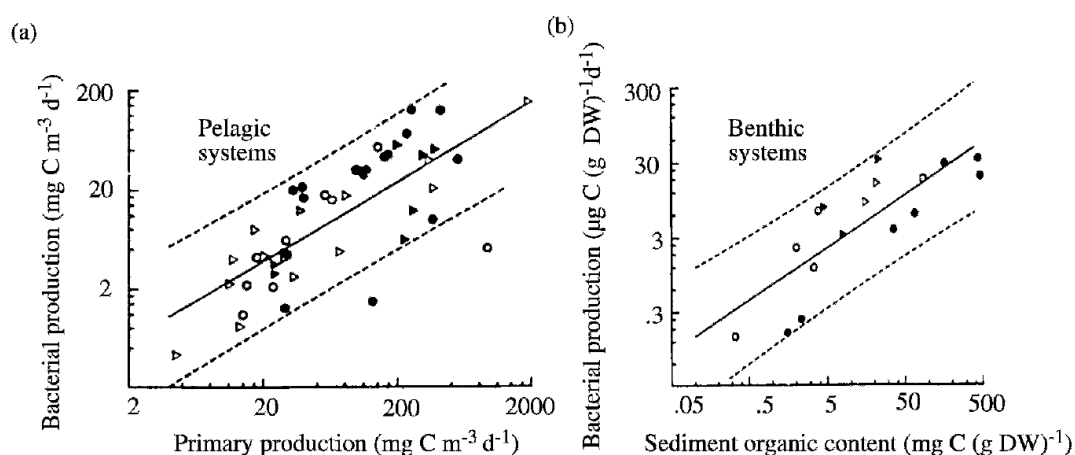 (a)
Bacterial production (mg C m⁻³ d⁻¹)
200
20
2
Pelagic
systems
2
20
200
2000
Primary production (mg C m⁻³ d⁻¹)
(b)
Bacterial production (µg C (g DW)⁻¹d⁻¹)
300
30
3
.3
Benthic
systems
.05
.5
5
50
500
Sediment organic content (mg C (g DW)⁻¹)